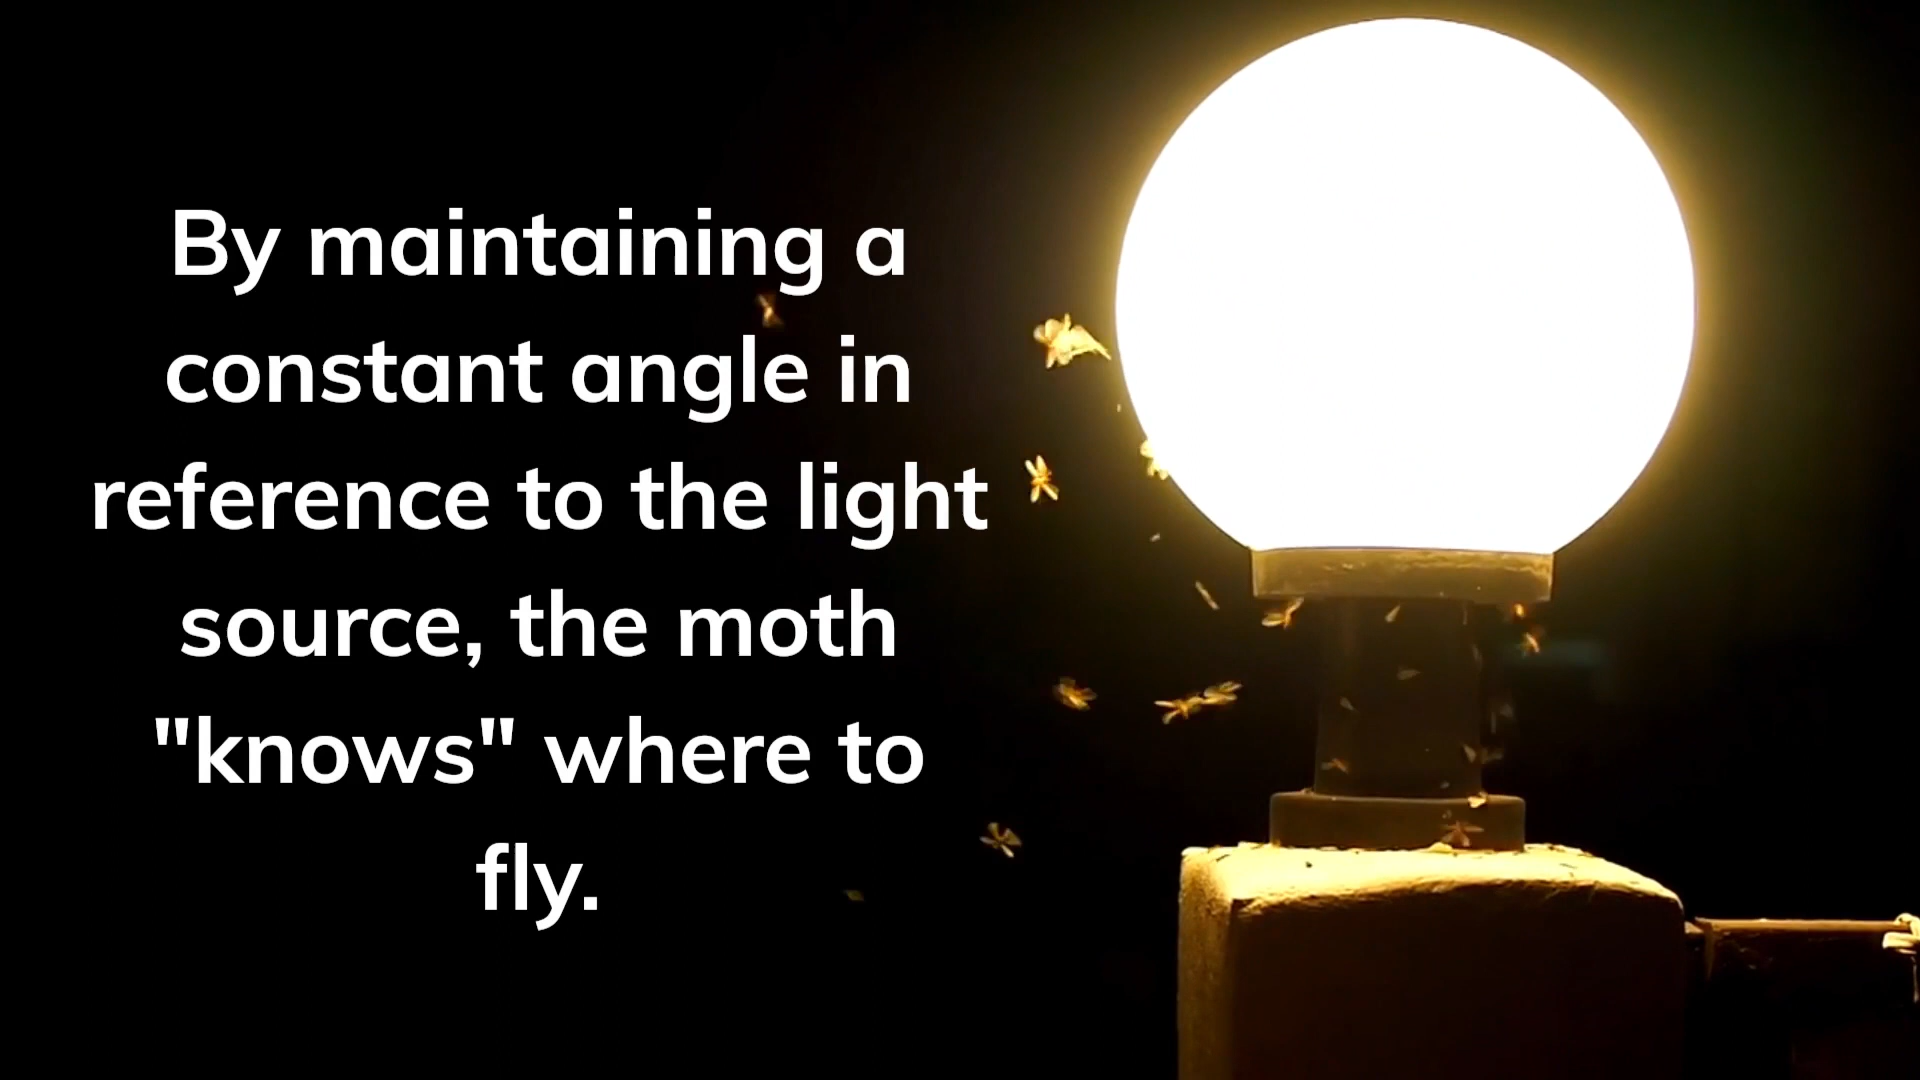 By maintaining a
constant angle in
reference to the light
source, the moth
"knows" where to
fly.